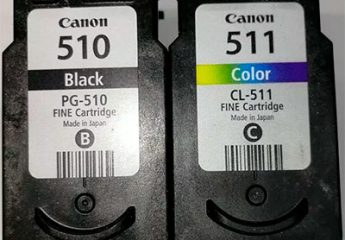 Canon
510
Black
PG-510
FINE Cartridge
Made in Japan
B
Canon
511
Color
CL-511
FINE Cartridge
Made in Japan
C